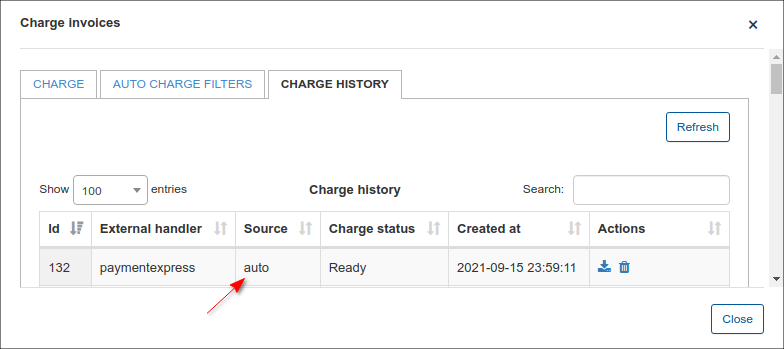 Charge invoices
×
CHARGE
AUTO CHARGE FILTERS
CHARGE HISTORY
Refresh
Show 100 entries
Charge history
Search:
Id External handler Source Charge status Created at Actions
132 paymentexpress auto Ready 2021-09-15 23:59:11
Close